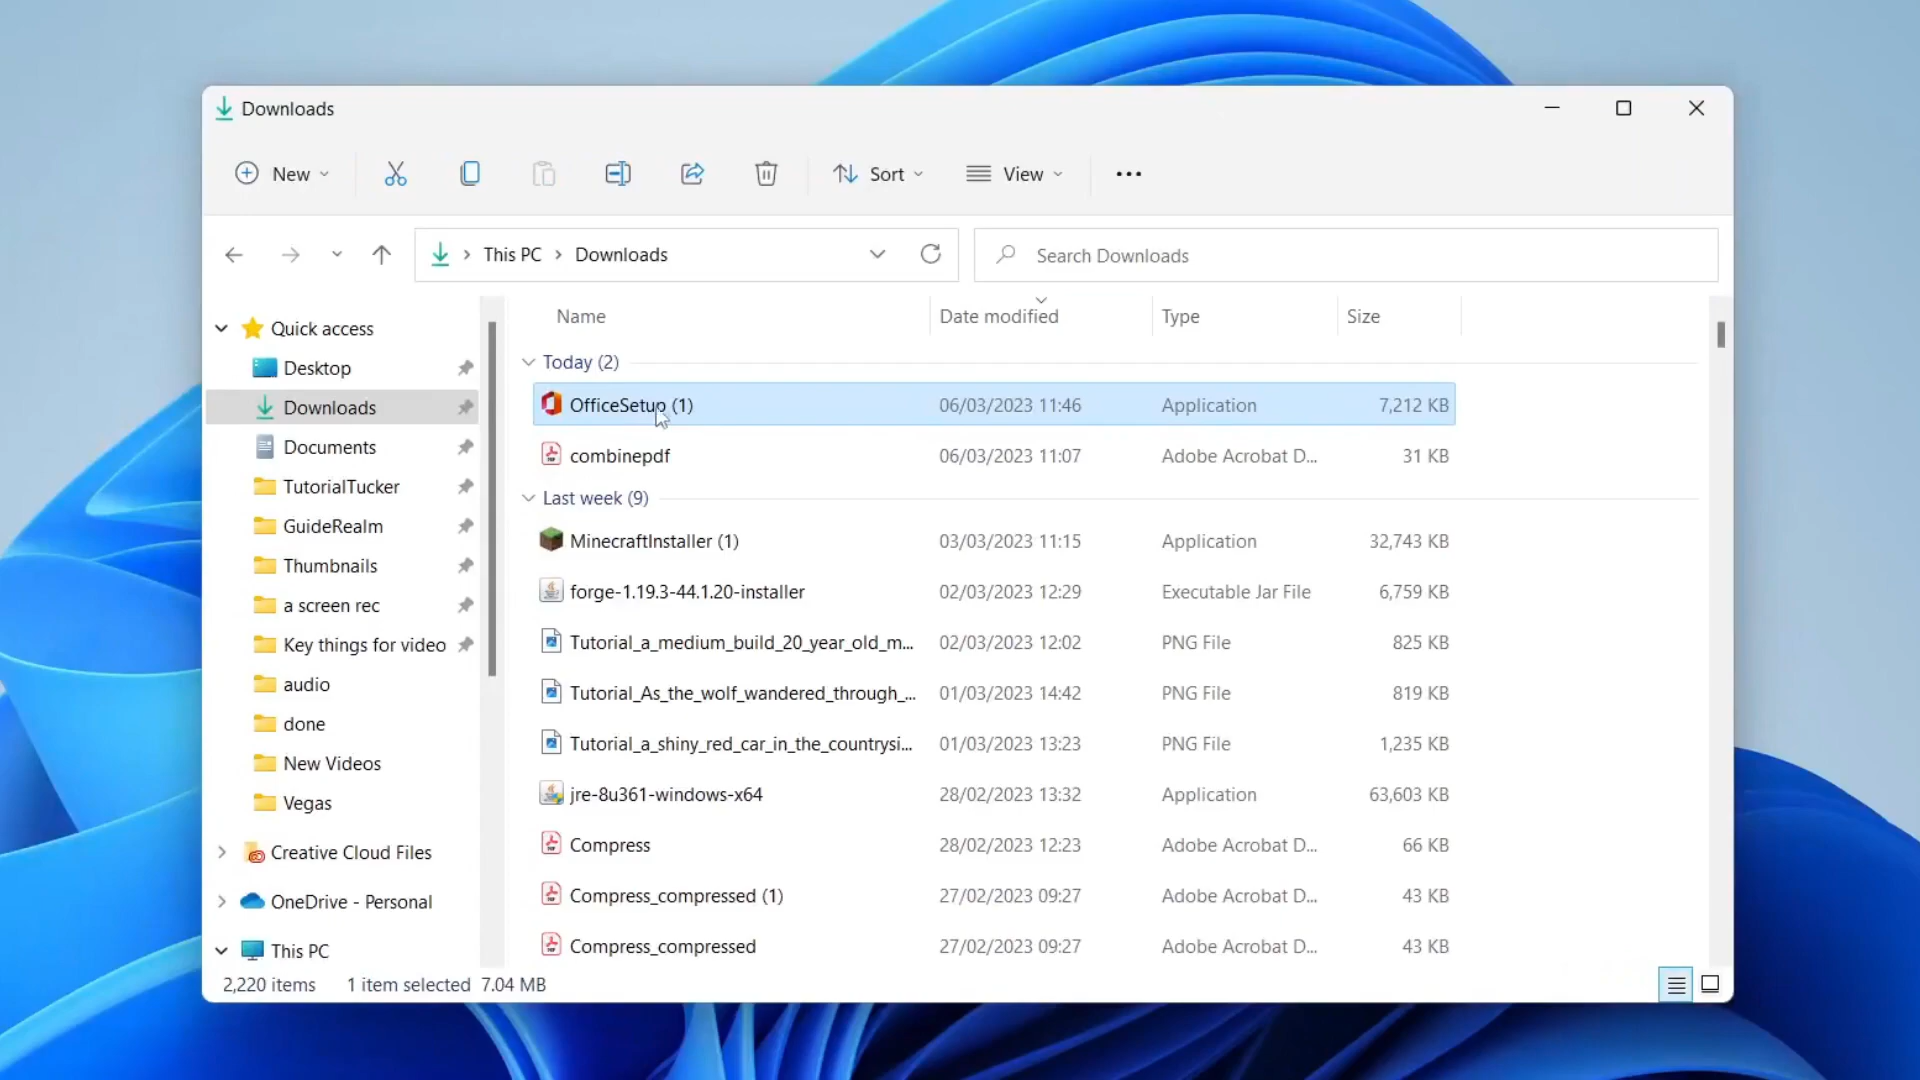 Downloads
New
Sort
View
This PC
Downloads
Search Downloads
Quick access
Desktop
Downloads
Documents
TutorialTucker
GuideRealm
Thumbnails
a screen rec
Key things for video
audio
done
New Videos
Vegas
Creative Cloud Files
OneDrive - Personal
This PC
Name Date modified Type Size
Today (2)
OfficeSetup (1) 06/03/2023 11:46 Application 7,212 KB
combinepdf 06/03/2023 11:07 Adobe Acrobat D... 31 KB
Last week (9)
MinecraftInstaller (1) 03/03/2023 11:15 Application 32,743 KB
forge-1.19.3-44.1.20-installer 02/03/2023 12:29 Executable Jar File 6,759 KB
Tutorial_a_medium_build_20_year_old_m... 02/03/2023 12:02 PNG File 825 KB
Tutorial_As_the_wolf_wandered_through_... 01/03/2023 14:42 PNG File 819 KB
Tutorial_a_shiny_red_car_in_the_countrysi... 01/03/2023 13:23 PNG File 1,235 KB
jre-8u361-windows-x64 28/02/2023 13:32 Application 63,603 KB
Compress 28/02/2023 12:23 Adobe Acrobat D... 66 KB
Compress_compressed (1) 27/02/2023 09:27 Adobe Acrobat D... 43 KB
Compress_compressed 27/02/2023 09:27 Adobe Acrobat D... 43 KB
2,220 items 1 item selected 7.04 MB